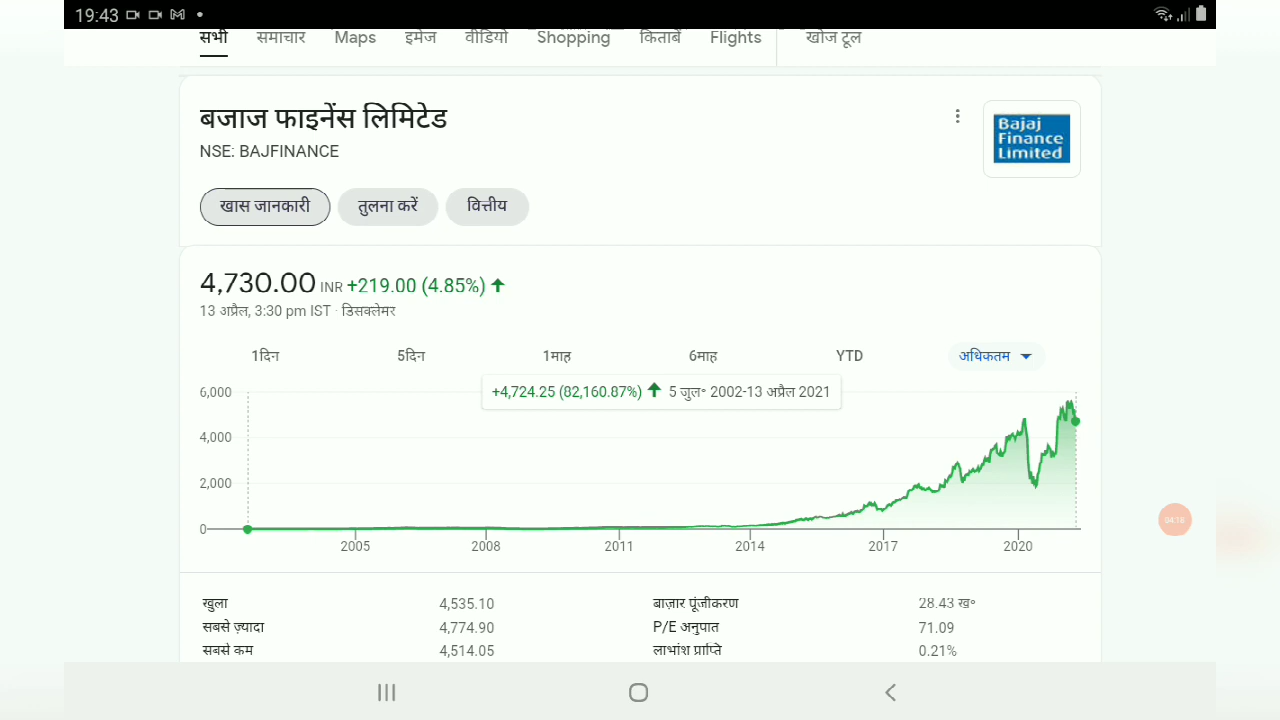 19:43
सभी समाचार Maps इमेज वीडियो Shopping किताबें Flights खोज टूल
बजाज फाइनेंस लिमिटेड
NSE: BAJFINANCE
Bajaj
Finance
Limited
खास जानकारी तुलना करें वित्तीय
4,730.00 INR +219.00 (4.85%)
13 अप्रैल, 3:30 pm IST · डिसक्लेमर
1दिन 5दिन 1माह 6माह YTD अधिकतम
+4,724.25 (82,160.87%) 5 जुल॰ 2002-13 अप्रैल 2021
6,000
4,000
2,000
0
2005 2008 2011 2014 2017 2020
खुला 4,535.10 बाज़ार पूंजीकरण 28.43 ख॰
सबसे ज़्यादा 4,774.90 P/E अनुपात 71.09
सबसे कम 4,514.05 लाभांश प्राप्ति 0.21%
04:18